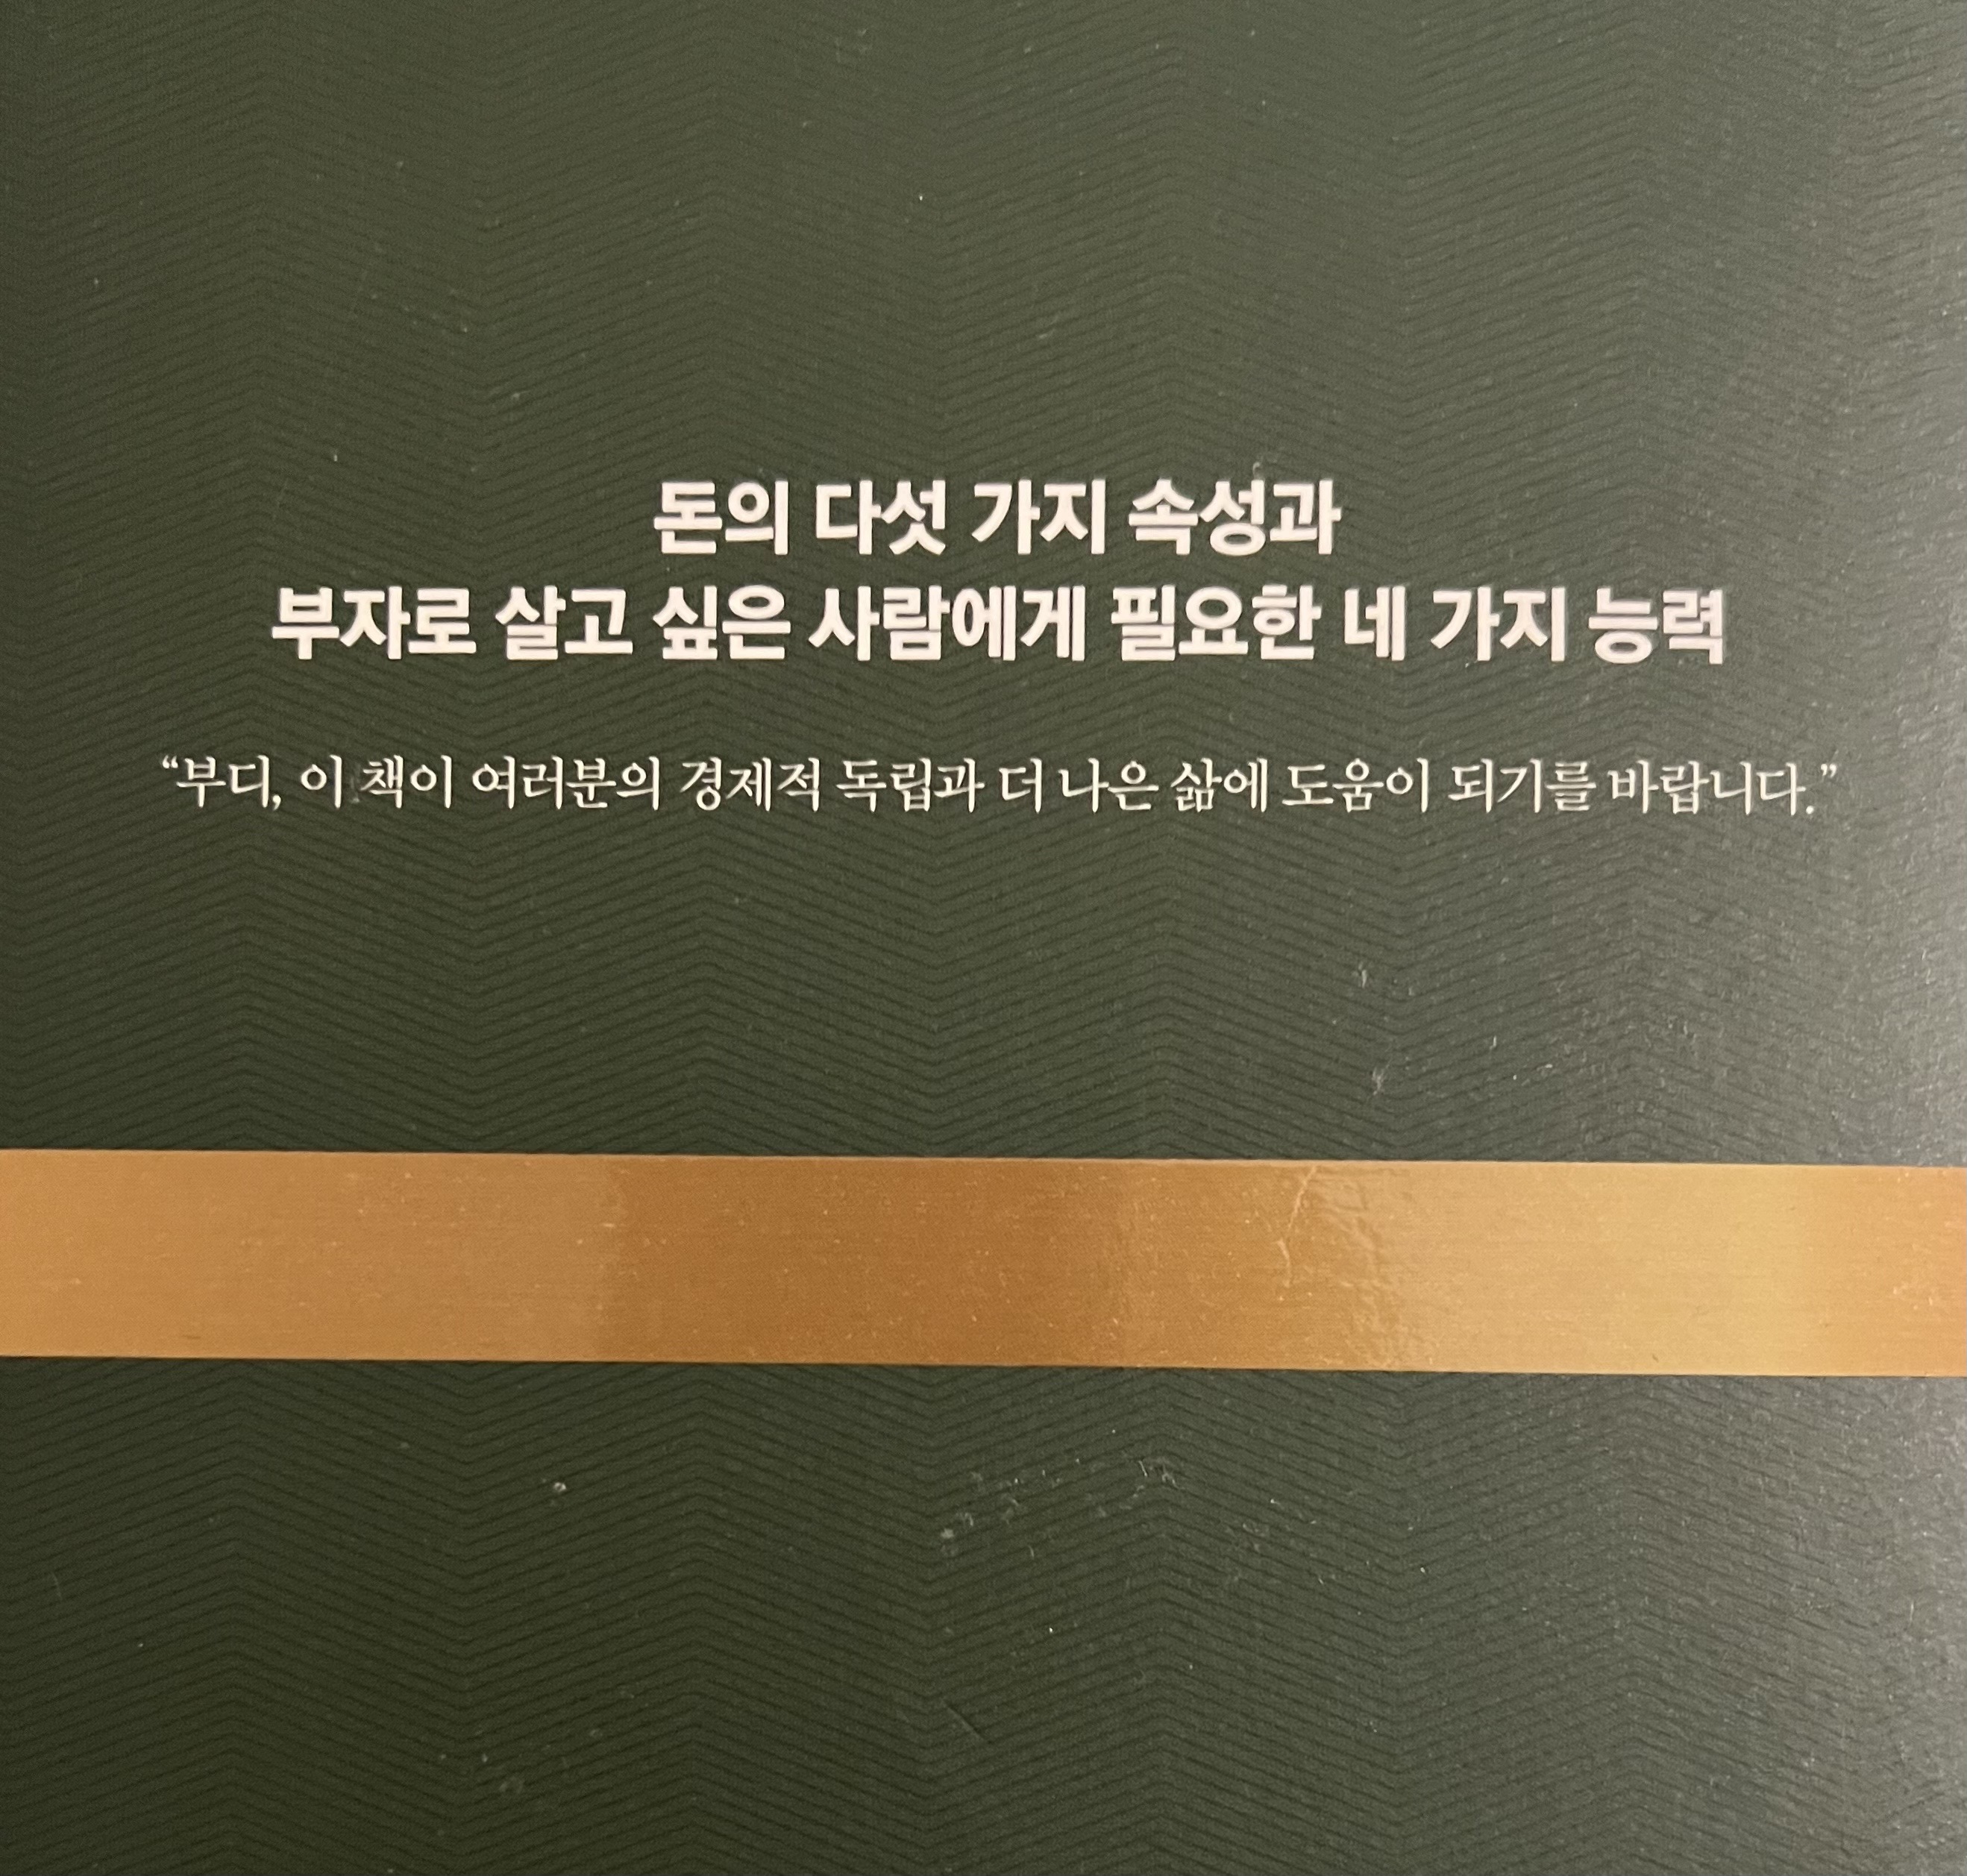 돈의 다섯 가지 속성과
부자로 살고 싶은 사람에게 필요한 네 가지 능력
“부디, 이 책이 여러분의 경제적 독립과 더 나은 삶에 도움이 되기를 바랍니다.”